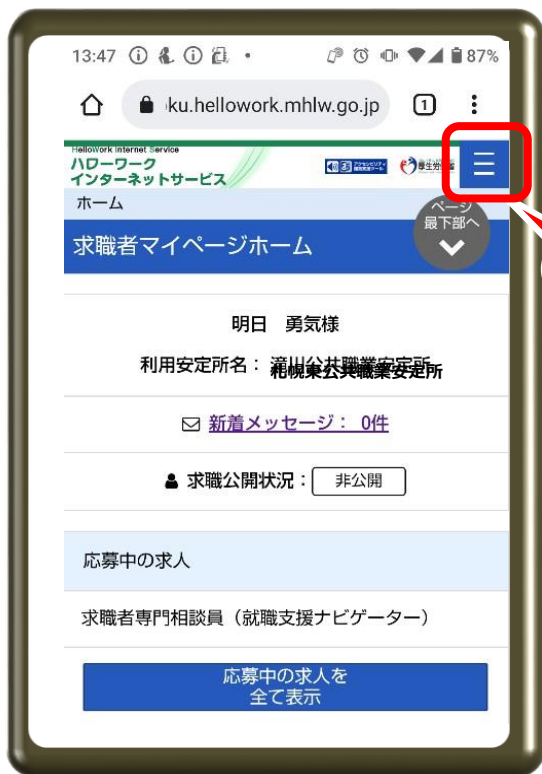 13:47
87%
ku.hellowork.mhlw.go.jp
1
HelloWork Internet Service
ハローワーク
インターネットサービス
厚生労働省
ホーム
ページ
最下部へ
求職者マイページホーム
明日 勇気様
利用安定所名： 札幌東公共職業安定所
新着メッセージ： 0件
求職公開状況： 非公開
応募中の求人
求職者専門相談員（就職支援ナビゲーター）
応募中の求人を
全て表示